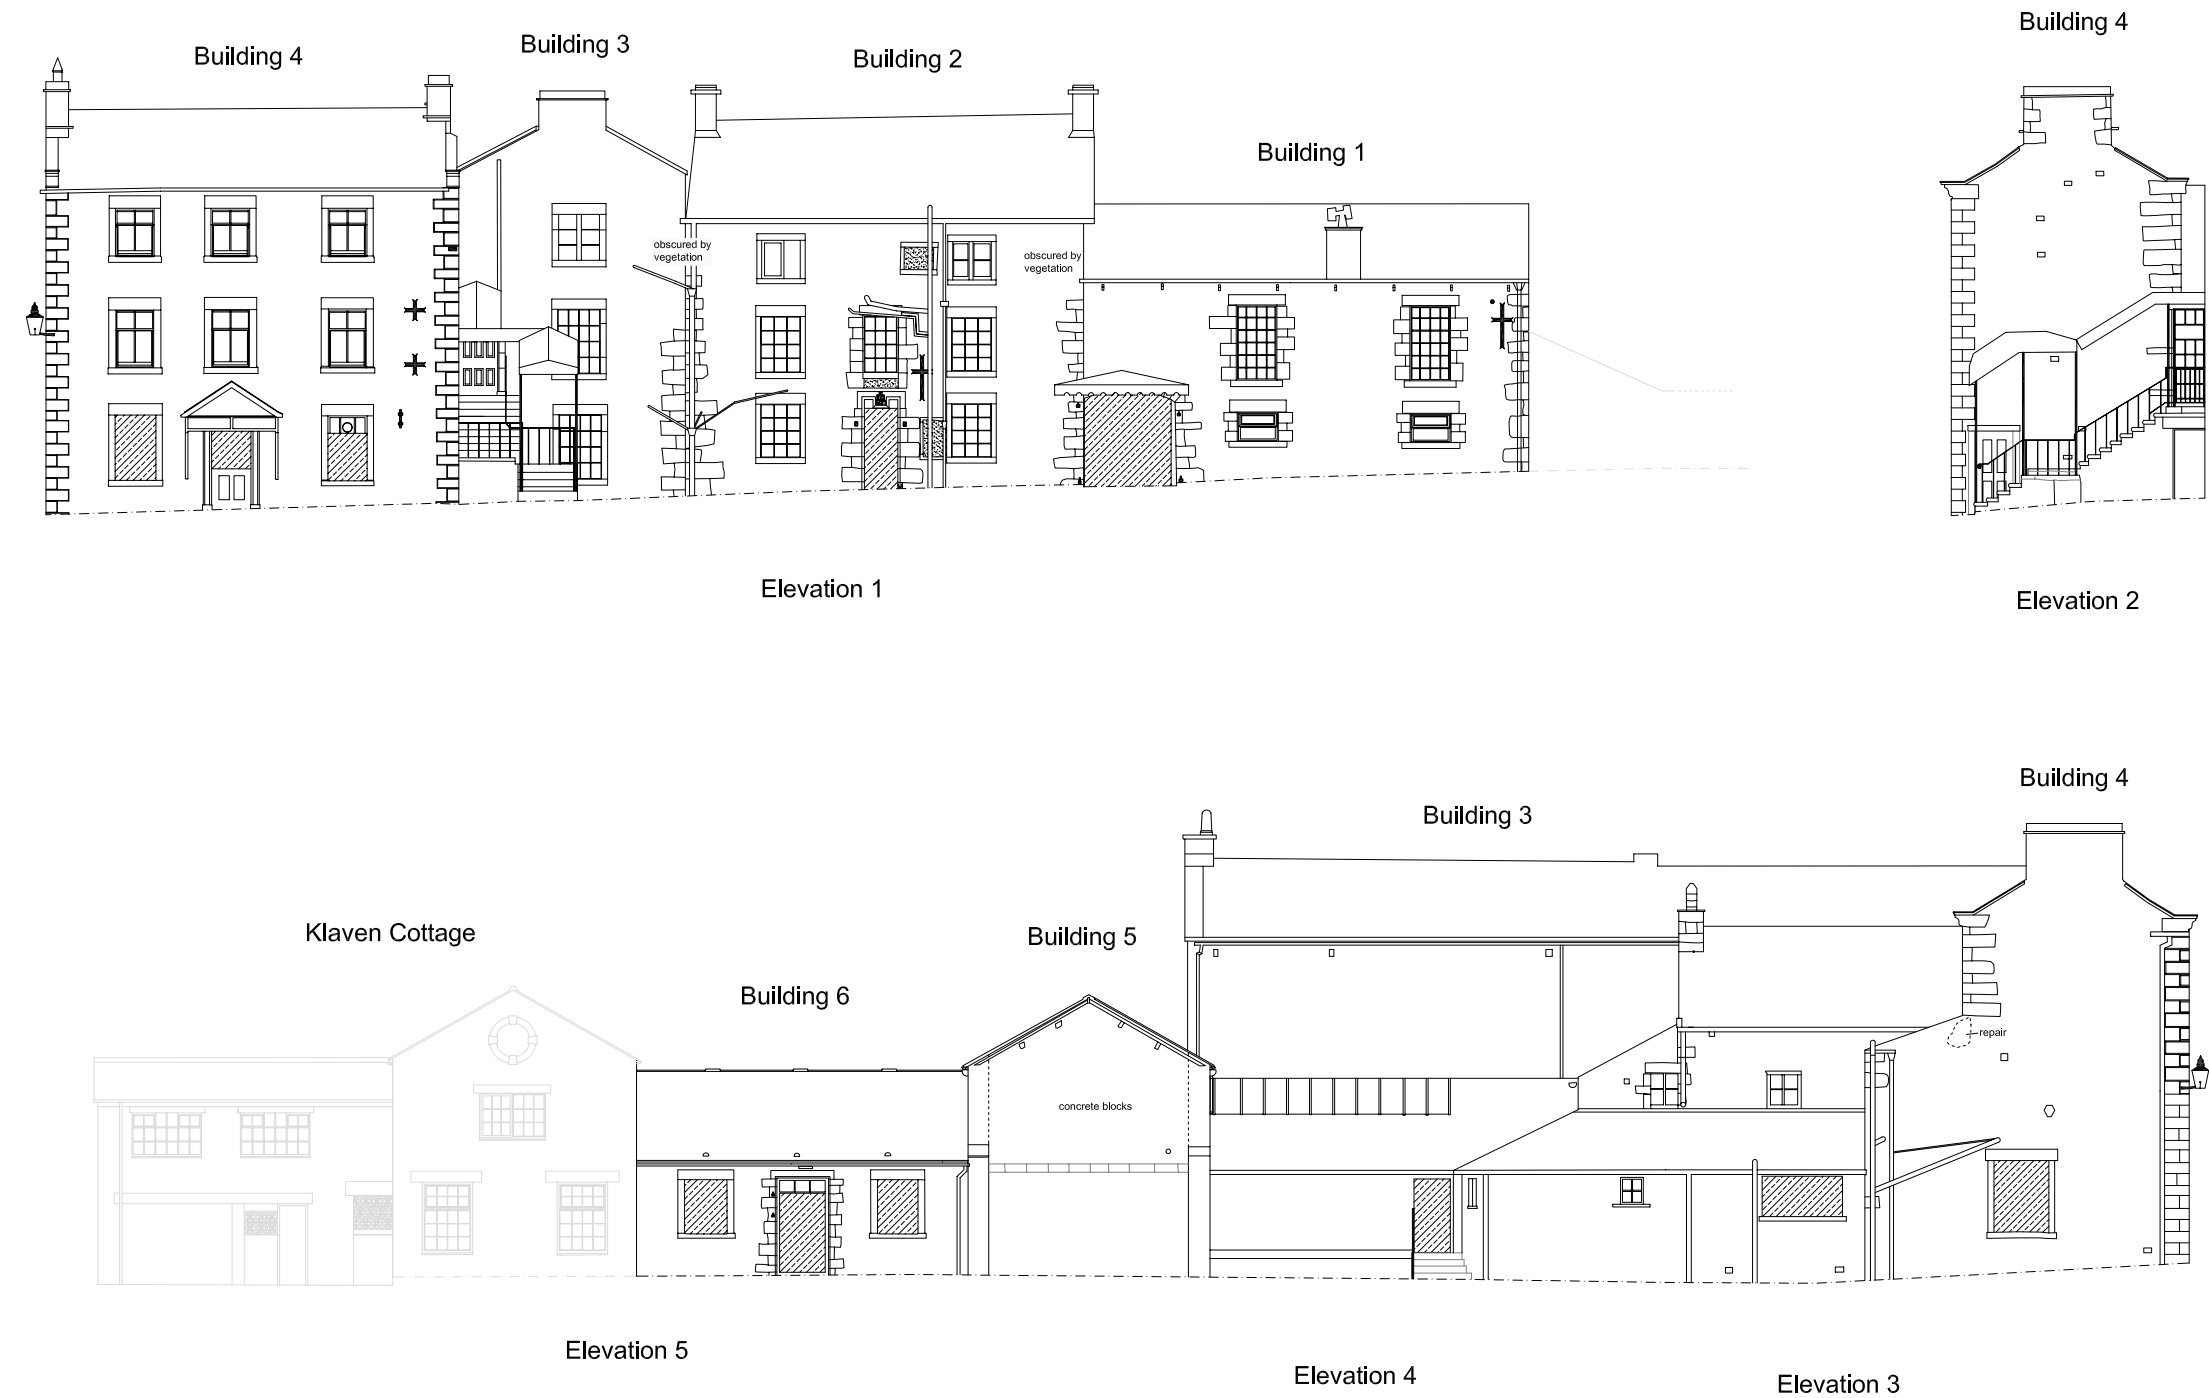 Building 4
Building 3
Building 2
Building 1
Building 4
obscured by
vegetation
obscured by
vegetation
Elevation 1
Elevation 2
Building 4
Building 3
Klaven Cottage
Building 5
Building 6
repair
concrete blocks
Elevation 5
Elevation 4
Elevation 3